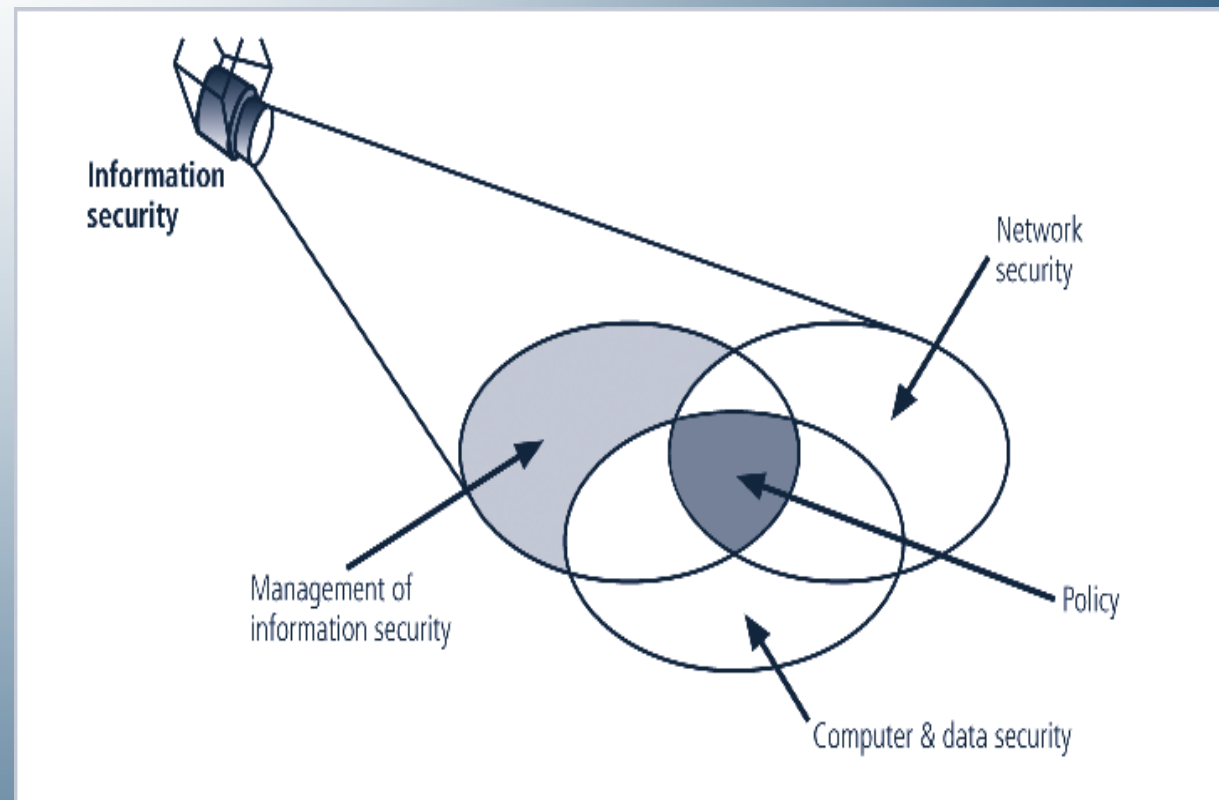 Information
security
Network
security
Management of
information security
Policy
Computer & data security